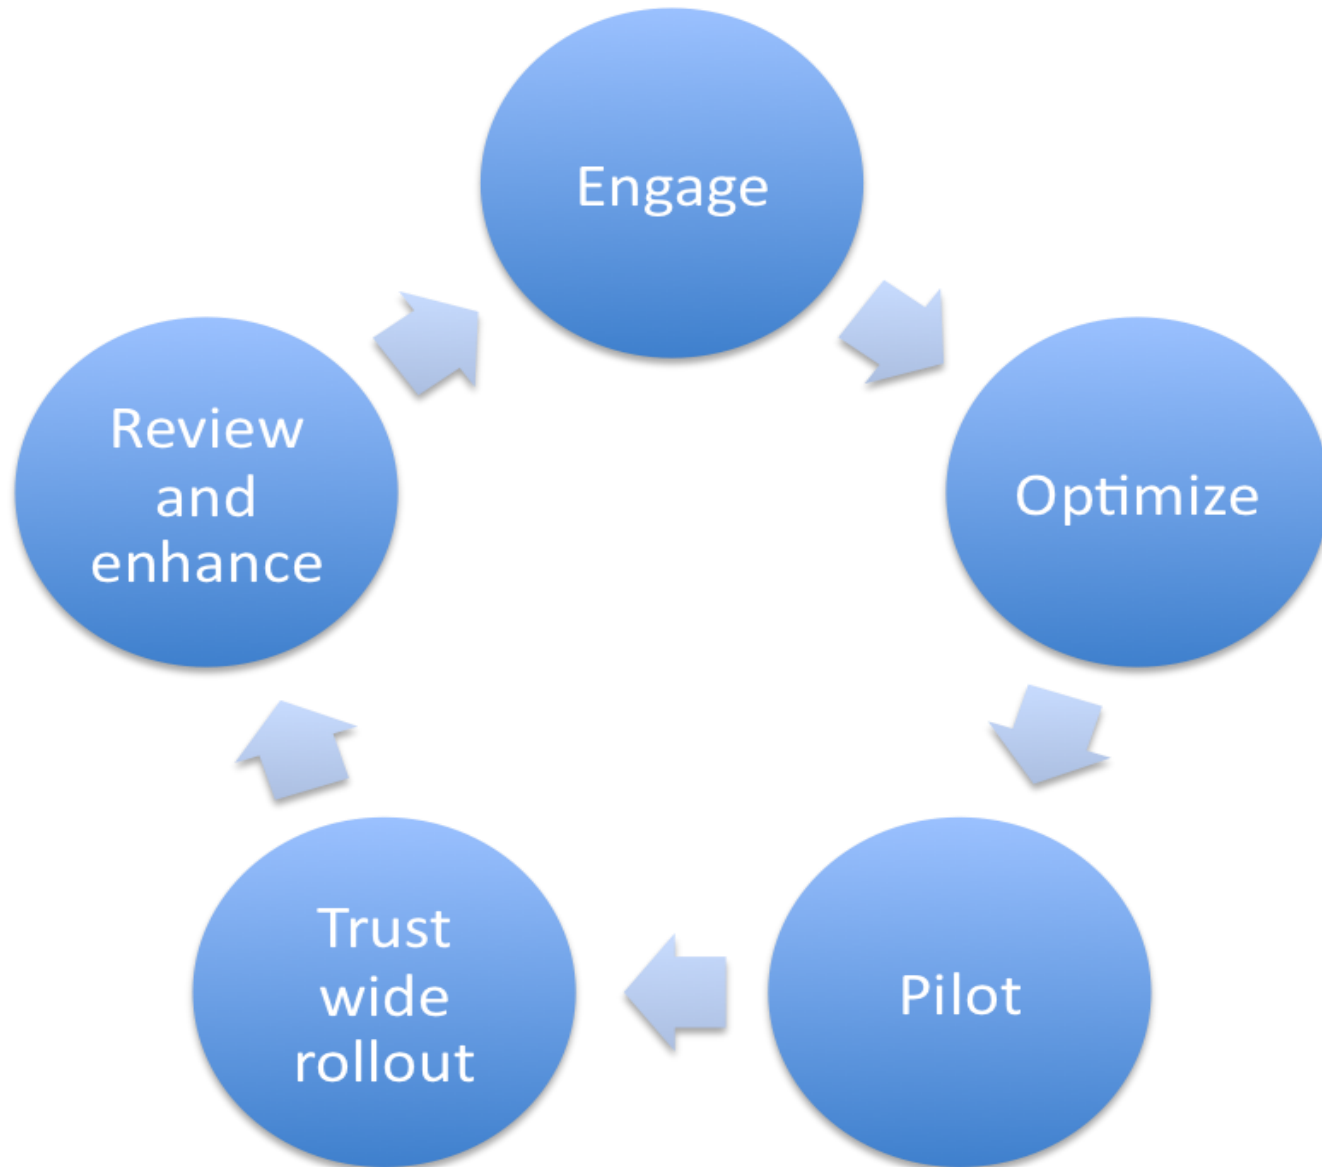 Engage
Optimize
Pilot
Trust
wide
rollout
Review
and
enhance